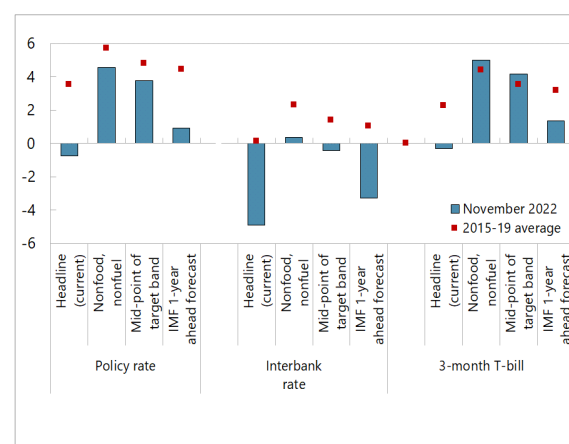 6
4
2
0
-2
-4
-6
November 2022
2015-19 average
Headline
(current)
Nonfood,
nonfuel
Mid-point of
target band
IMF 1-year
ahead forecast
Headline
(current)
Nonfood,
nonfuel
Mid-point of
target band
IMF 1-year
ahead forecast
Headline
(current)
Nonfood,
nonfuel
Mid-point of
target band
IMF 1-year
ahead forecast
Policy rate
Interbank
rate
3-month T-bill